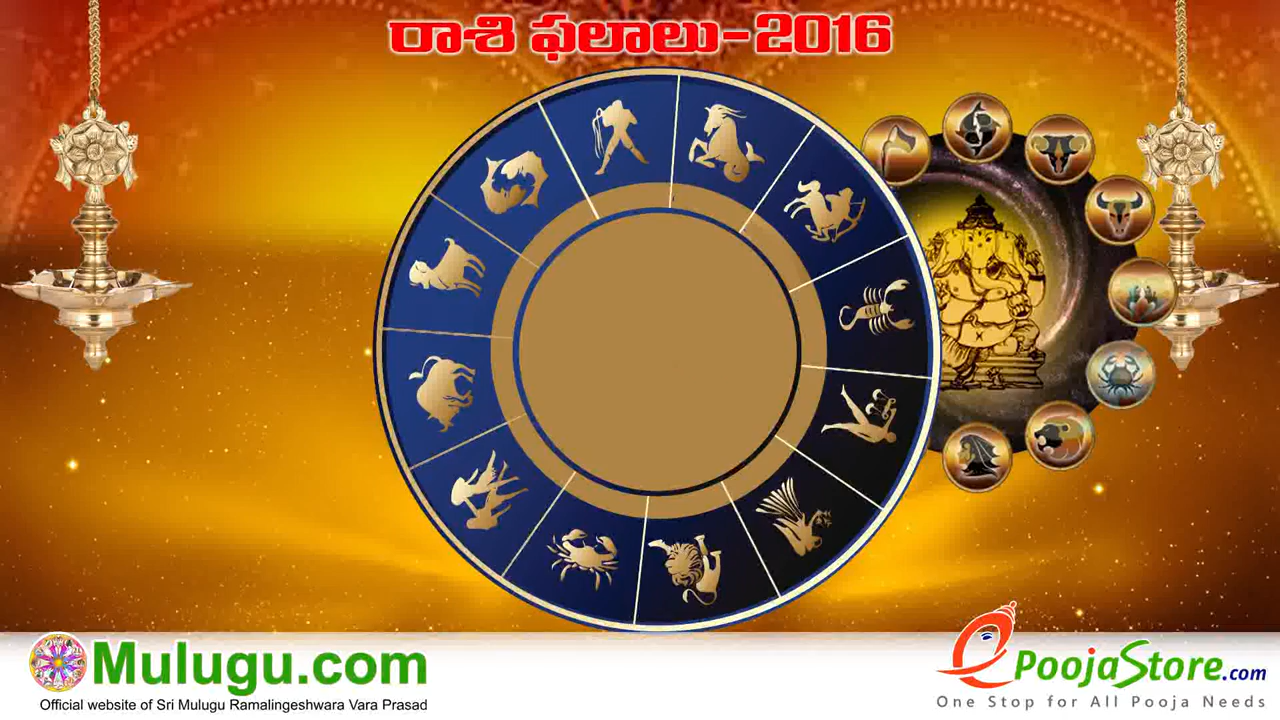 రాశి ఫలాలు-2016
Mulugu.com
Official website of Sri Mulugu Ramalingeshwara Vara Prasad
ePoojaStore.com
One Stop for All Pooja Needs